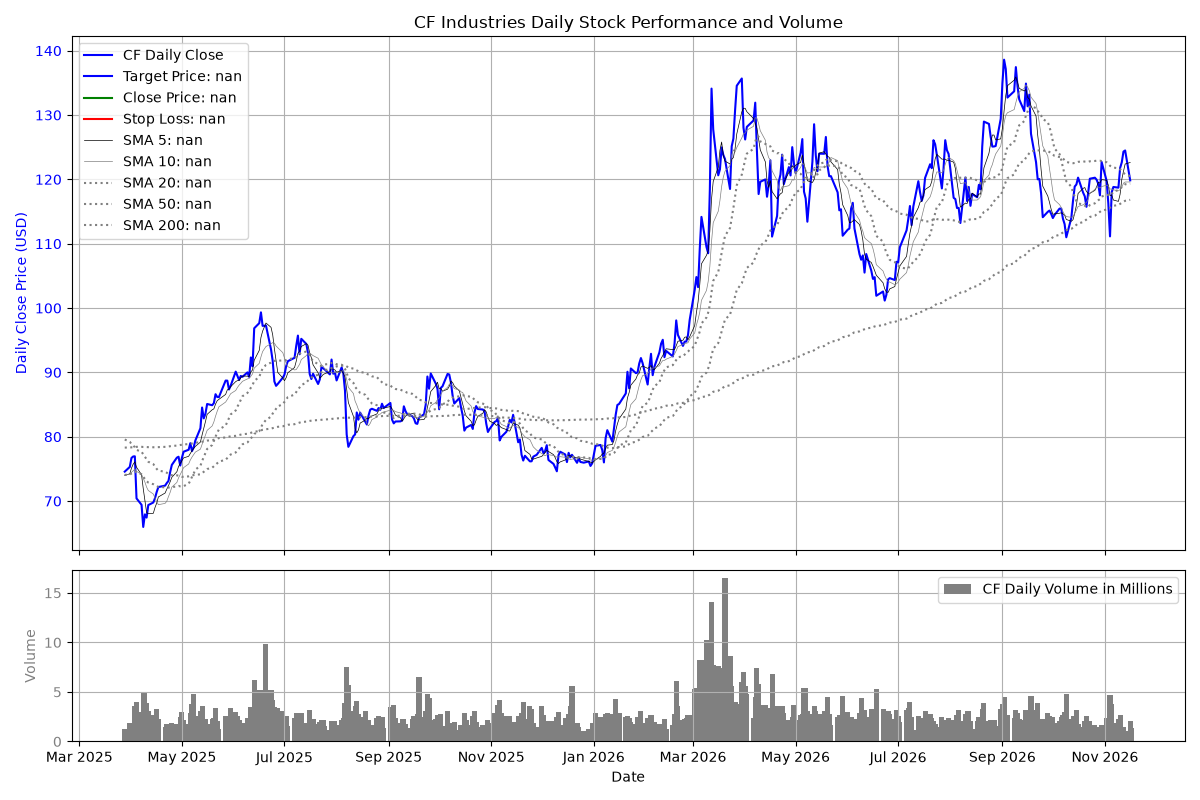 CF Industries Daily Stock Performance and Volume
140
130
120
110
100
90
80
70
Daily Close Price (USD)
CF Daily Close
Target Price: nan
Close Price: nan
Stop Loss: nan
SMA 5: nan
SMA 10: nan
SMA 20: nan
SMA 50: nan
SMA 200: nan
15
10
5
0
Volume
CF Daily Volume in Millions
Mar 2025 May 2025 Jul 2025 Sep 2025 Nov 2025 Jan 2026 Mar 2026 May 2026 Jul 2026 Sep 2026 Nov 2026
Date